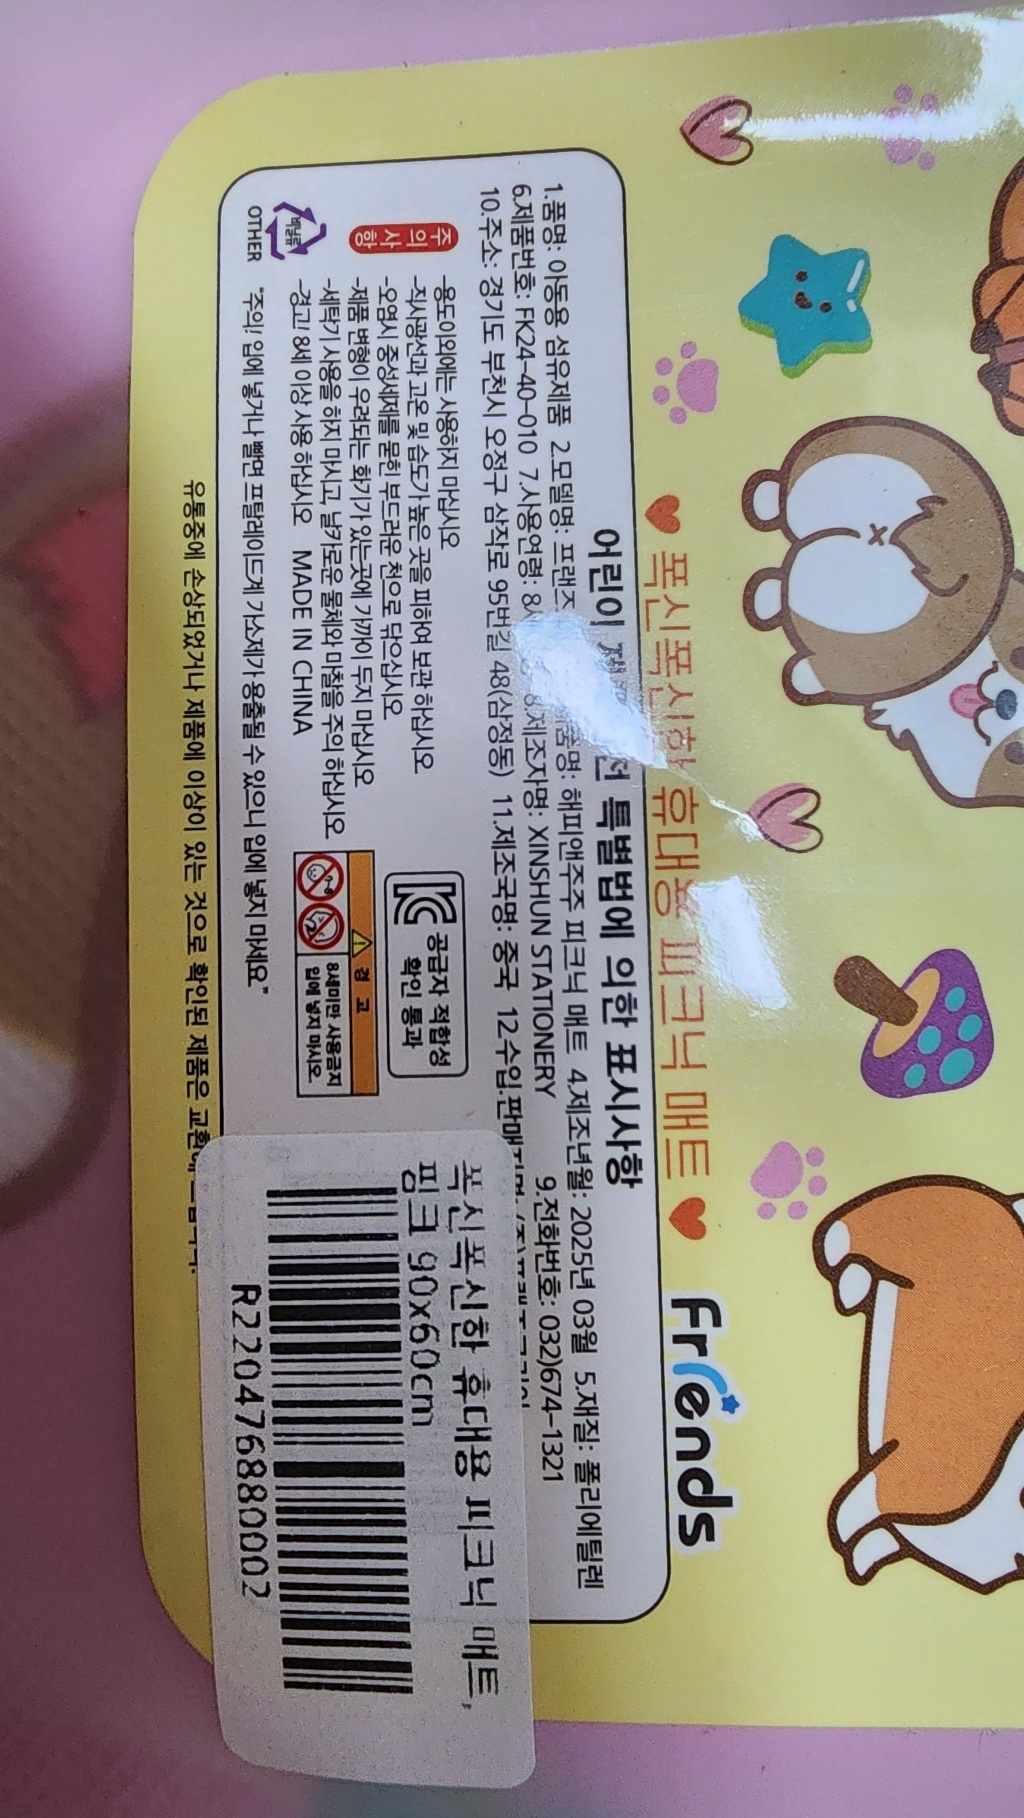 ♥ 폭신폭신한 휴대용 피크닉 매트 ♥ Friends
어린이 특별법에 의한 표시사항
1.품명: 아동용 섬유제품 2.모델명: 프랜즈 해피앤주주 피크닉 매트 4.제조년월: 2025년 03월 5.재질: 폴리에틸렌
6.제품번호: FK24-40-010 7.사용연령: 8.제조자명: XINSHUN STATIONERY 9.전화번호: 032)674-1321
10.주소: 경기도 부천시 오정구 삼작로 95번길 48(삼정동) 11.제조국명: 중국 12.수입.판매
주의사항
-용도이외에는 사용하지 마십시오
-직사광선과 고온 및 습도가 높은 곳을 피하여 보관 하십시오
-오염시 중성세제를 묻힌 부드러운 천으로 닦으십시오
-제품 변형이 우려되는 화기가 있는곳에 가까이 두지 마십시오
-세탁기 사용을 하지 마시고, 날카로운 물체와 마찰을 주의 하십시오
-경고! 8세 이상 사용 하십시오 MADE IN CHINA
"주의! 입에 넣거나 빨면 프탈레이드계 가소제가 용출될 수 있으니 입에 넣지 마세요"
비닐류
OTHER
KC 공급자 적합성
확인 통과
경 고
8세미만 사용금지
입에 넣지 마시오.
유통중에 손상되었거나 제품에 이상이 있는 것으로 확인된 제품은
폭신폭신한 휴대용 피크닉 매트,
핑크 90x60cm
R220476880002